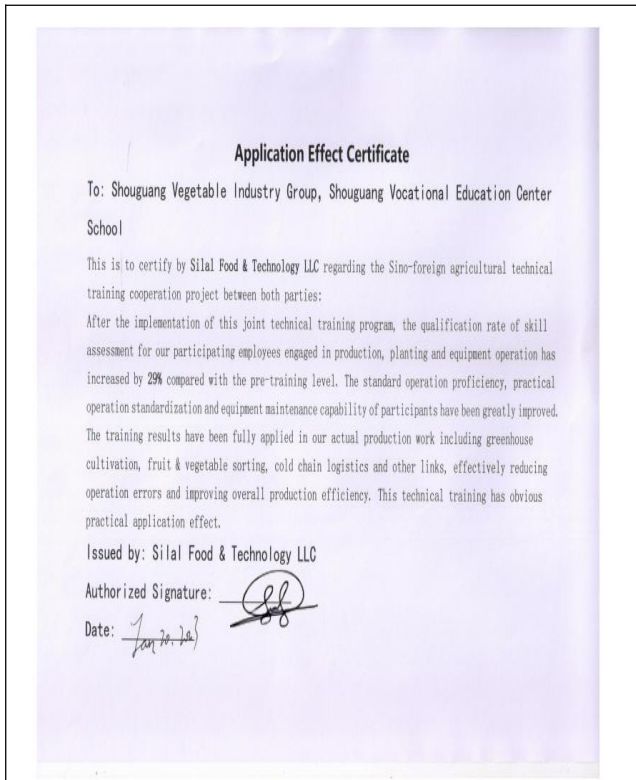 Application Effect Certificate
To: Shouguang Vegetable Industry Group, Shouguang Vocational Education Center
School
This is to certify by Silal Food & Technology LLC regarding the Sino-foreign agricultural technical
training cooperation project between both parties:
After the implementation of this joint technical training program, the qualification rate of skill
assessment for our participating employees engaged in production, planting and equipment operation has
increased by 29% compared with the pre-training level. The standard operation proficiency, practical
operation standardization and equipment maintenance capability of participants have been greatly improved.
The training results have been fully applied in our actual production work including greenhouse
cultivation, fruit & vegetable sorting, cold chain logistics and other links, effectively reducing
operation errors and improving overall production efficiency. This technical training has obvious
practical application effect.
Issued by: Silal Food & Technology LLC
Authorized Signature:
Date: Jan 20.